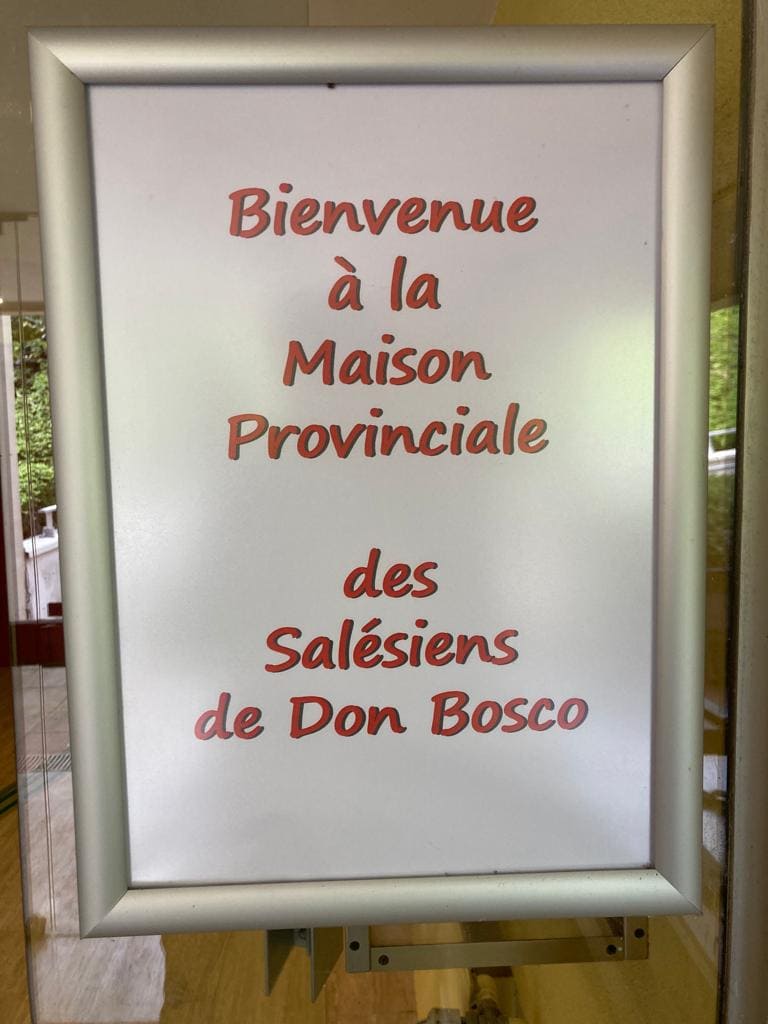 Bienvenue
à la
Maison
Provinciale
des
Salésiens
de Don Bosco